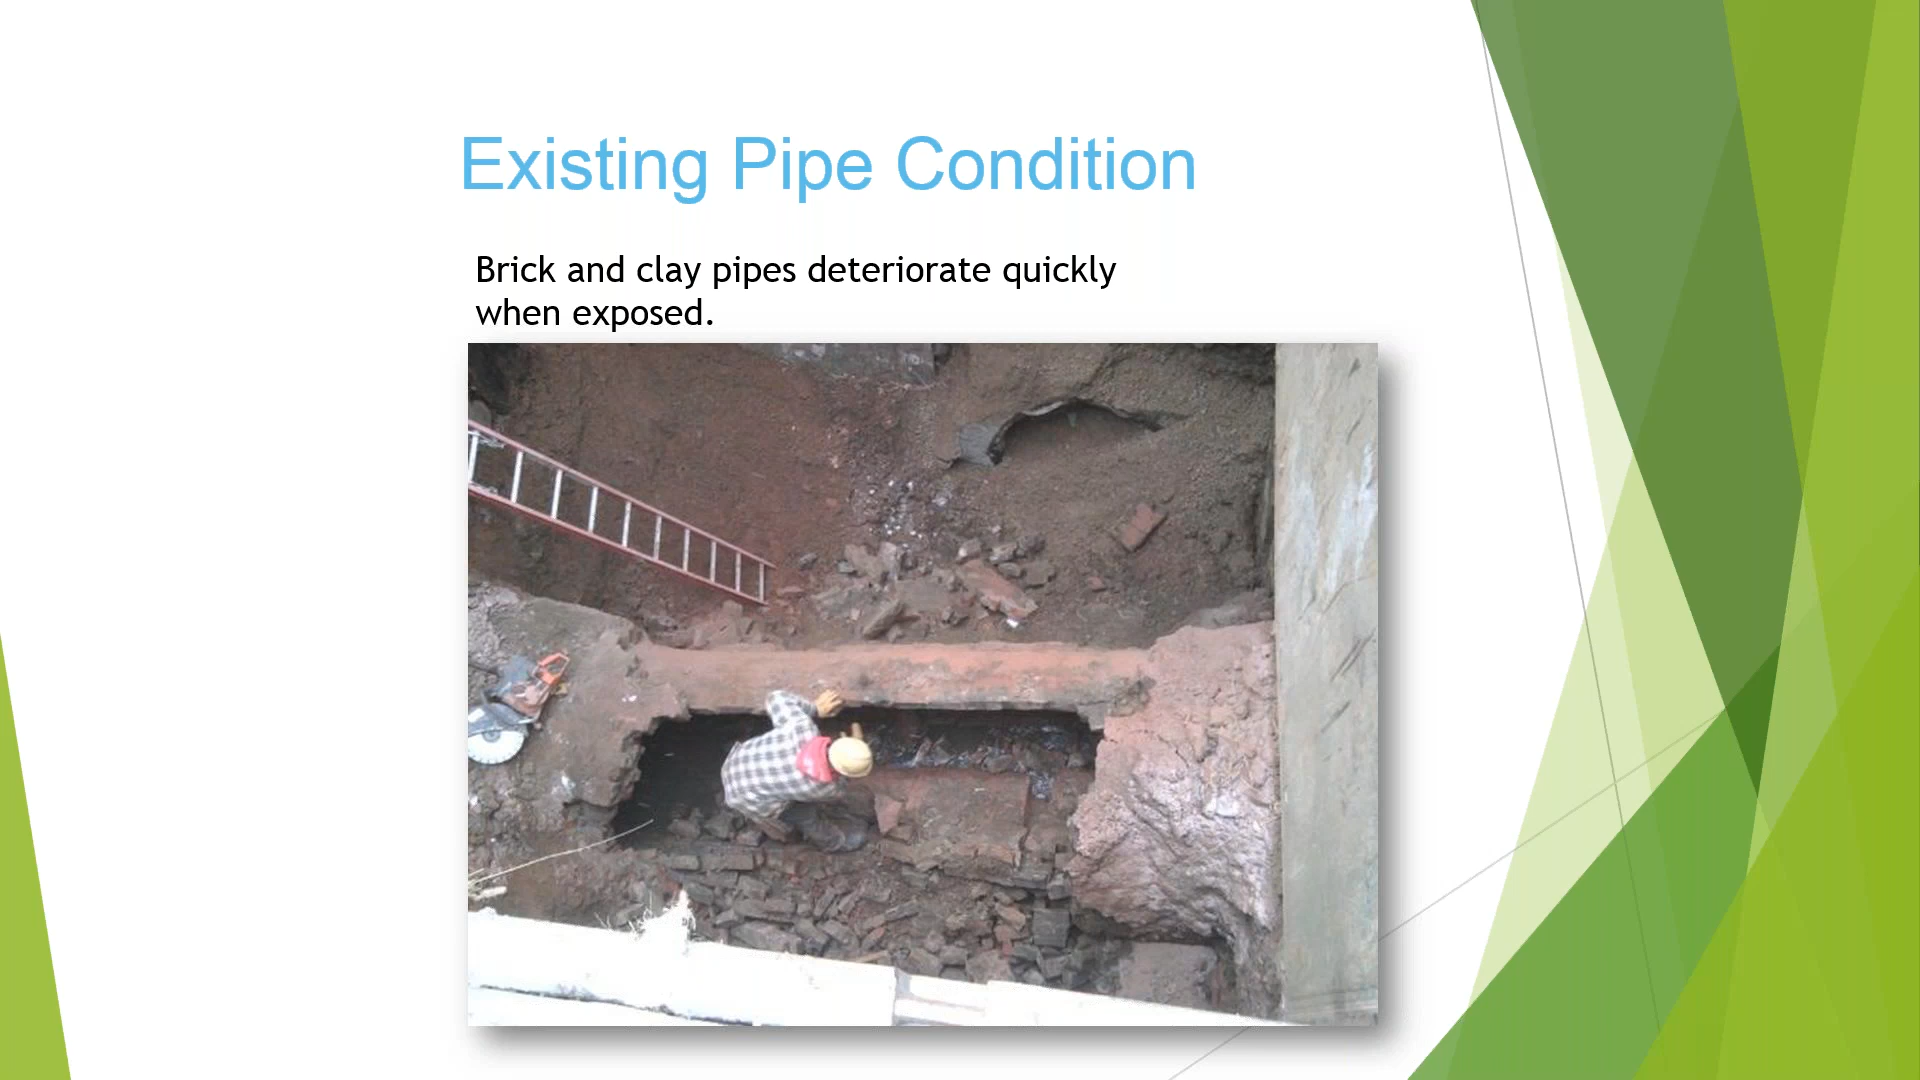 Existing Pipe Condition
Brick and clay pipes deteriorate quickly
when exposed.